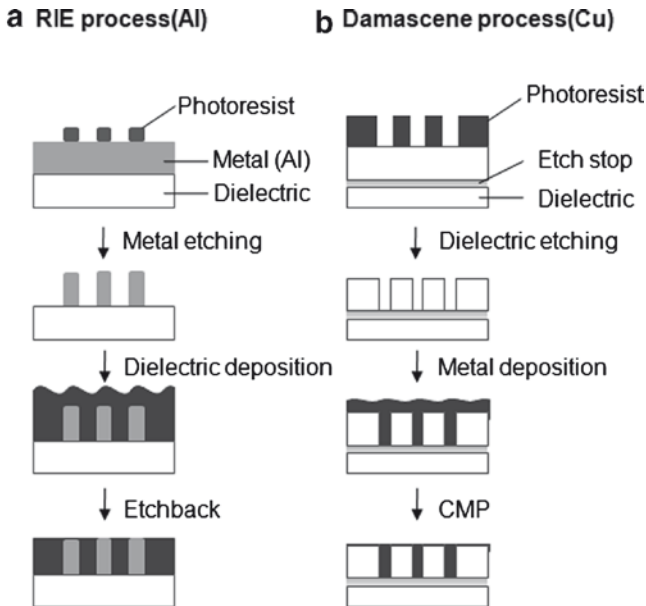 a RIE process(Al)
Photoresist
Metal (Al)
Dielectric
Metal etching
Dielectric deposition
Etchback
b Damascene process(Cu)
Photoresist
Etch stop
Dielectric
Dielectric etching
Metal deposition
CMP